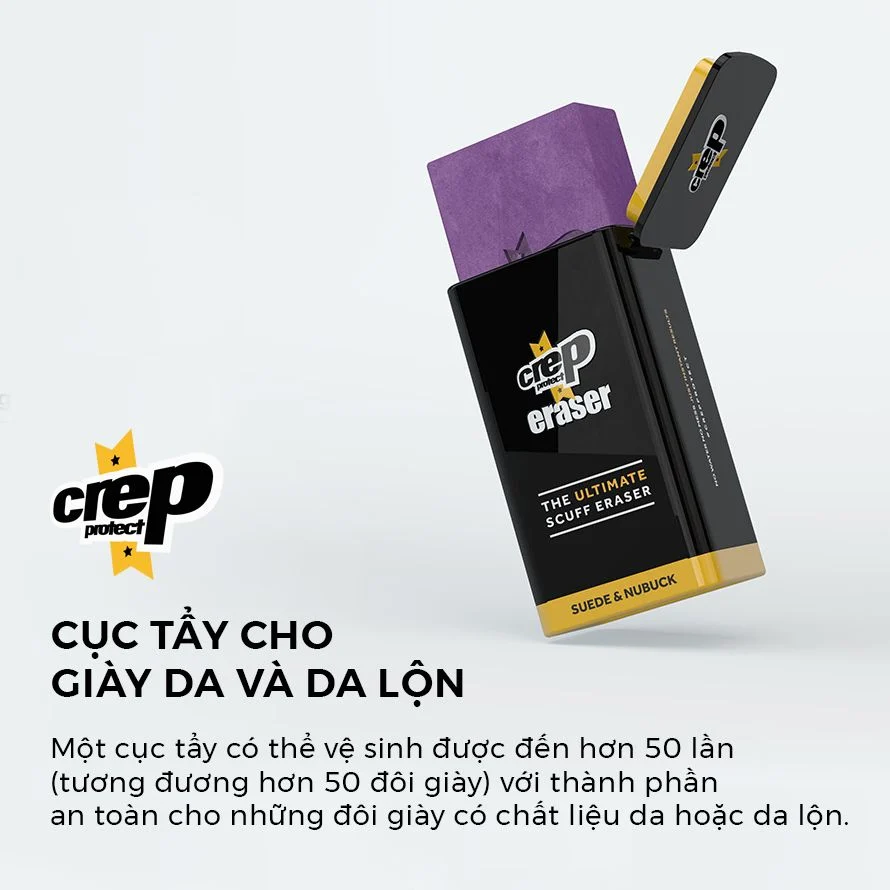 crep
protect
crep
protect
eraser
THE ULTIMATE
SCUFF ERASER
SUEDE & NUBUCK
crep
protect
CỤC TẨY CHO
GIÀY DA VÀ DA LỘN
Một cục tẩy có thể vệ sinh được đến hơn 50 lần
(tương đương hơn 50 đôi giày) với thành phần
an toàn cho những đôi giày có chất liệu da hoặc da lộn.